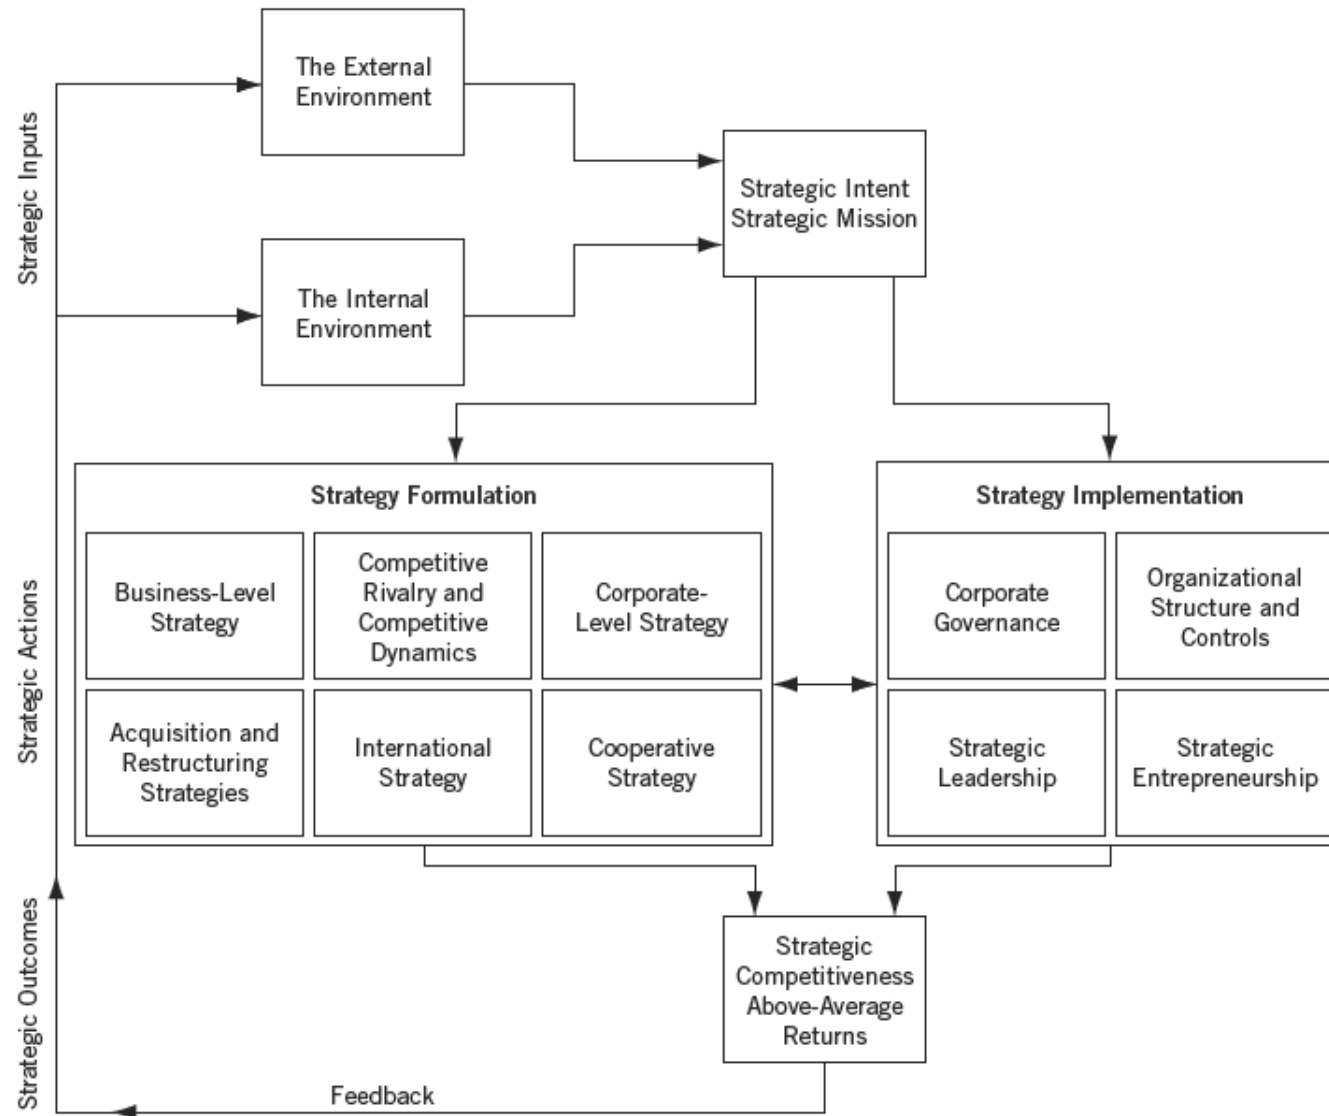 Strategic Inputs
The External
Environment
Strategic Intent
Strategic Mission
The Internal
Environment
Strategic Actions
Strategy Formulation
Business-Level
Strategy
Competitive
Rivalry and
Competitive
Dynamics
Corporate-
Level Strategy
Acquisition and
Restructuring
Strategies
International
Strategy
Cooperative
Strategy
Strategy Implementation
Corporate
Governance
Organizational
Structure and
Controls
Strategic
Leadership
Strategic
Entrepreneurship
Strategic Outcomes
Strategic
Competitiveness
Above-Average
Returns
Feedback